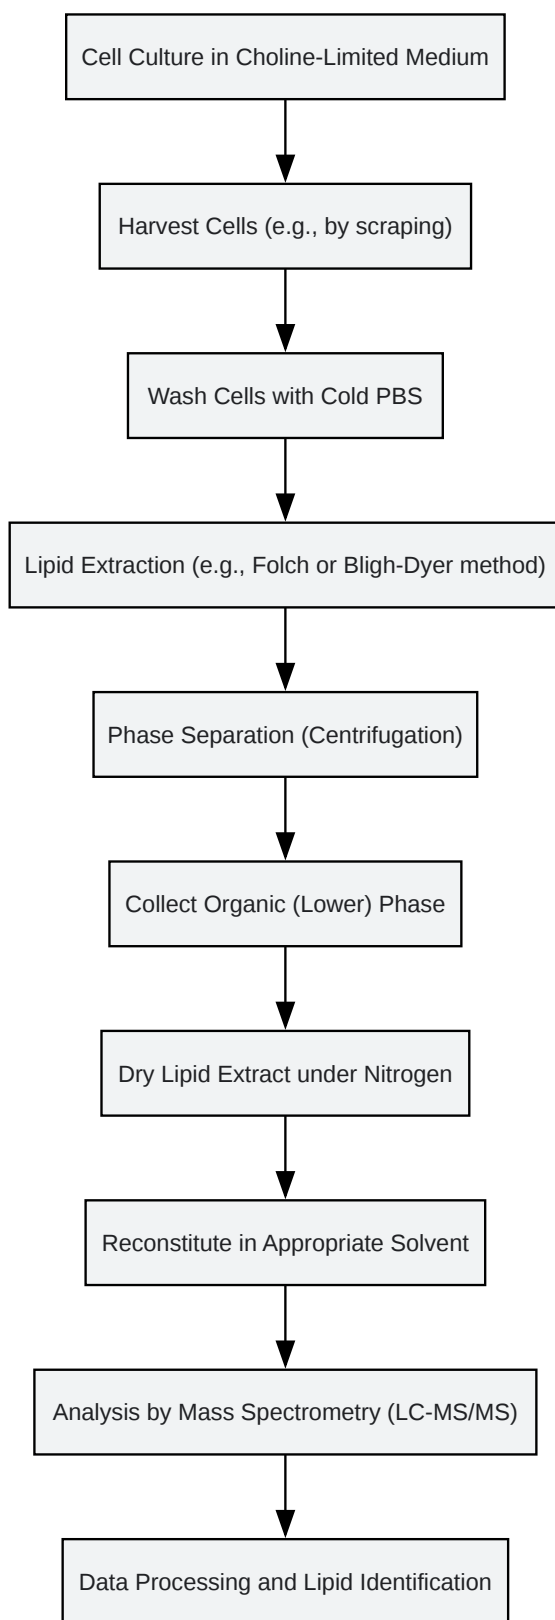 Cell Culture in Choline-Limited Medium
Harvest Cells (e.g., by scraping)
Wash Cells with Cold PBS
Lipid Extraction (e.g., Folch or Bligh-Dyer method)
Phase Separation (Centrifugation)
Collect Organic (Lower) Phase
Dry Lipid Extract under Nitrogen
Reconstitute in Appropriate Solvent
Analysis by Mass Spectrometry (LC-MS/MS)
Data Processing and Lipid Identification